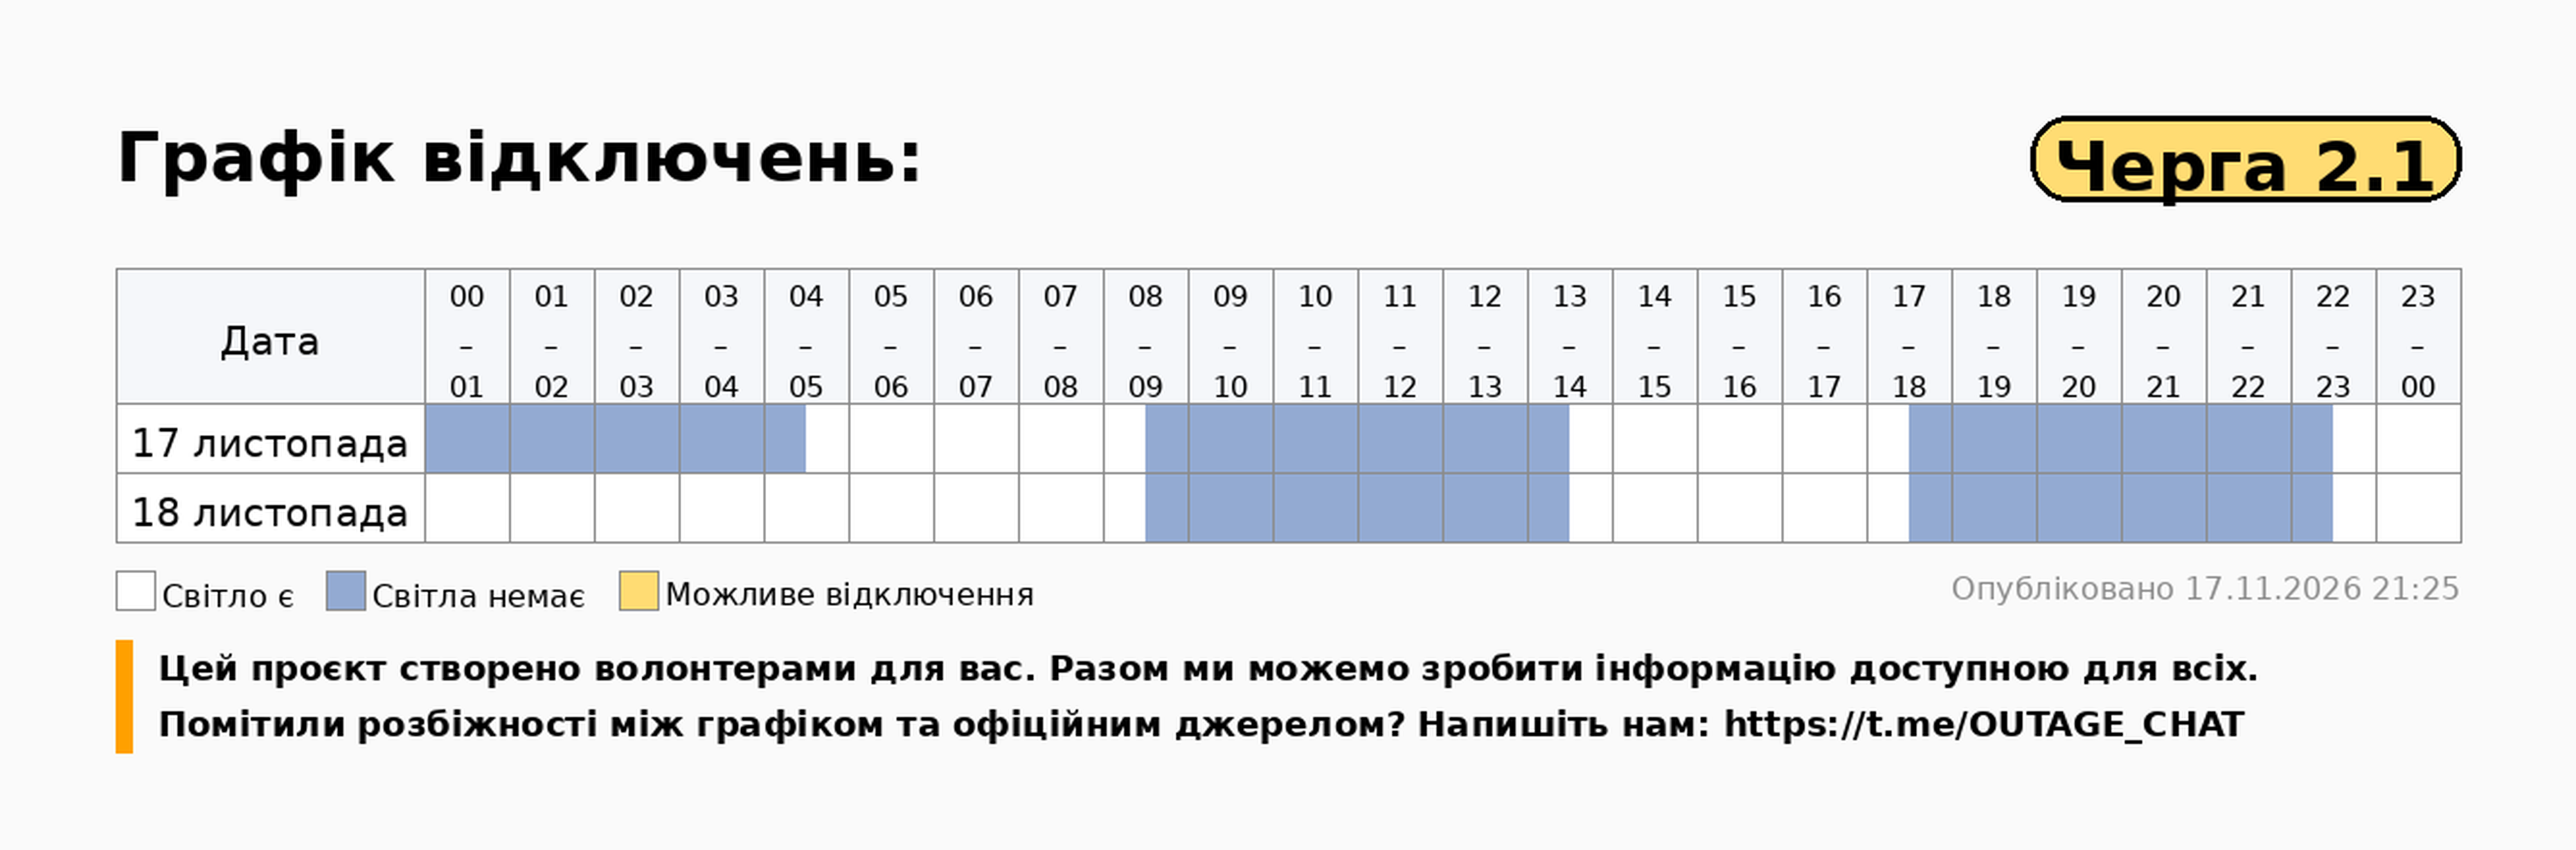 Графік відключень:
Черга 2.1
Дата 00 – 01 01 – 02 02 – 03 03 – 04 04 – 05 05 – 06 06 – 07 07 – 08 08 – 09 09 – 10 10 – 11 11 – 12 12 – 13 13 – 14 14 – 15 15 – 16 16 – 17 17 – 18 18 – 19 19 – 20 20 – 21 21 – 22 22 – 23 23 – 00
17 листопада
18 листопада
Світло є Світла немає Можливе відключення
Опубліковано 17.11.2026 21:25
Цей проєкт створено волонтерами для вас. Разом ми можемо зробити інформацію доступною для всіх.
Помітили розбіжності між графіком та офіційним джерелом? Напишіть нам: https://t.me/OUTAGE_CHAT